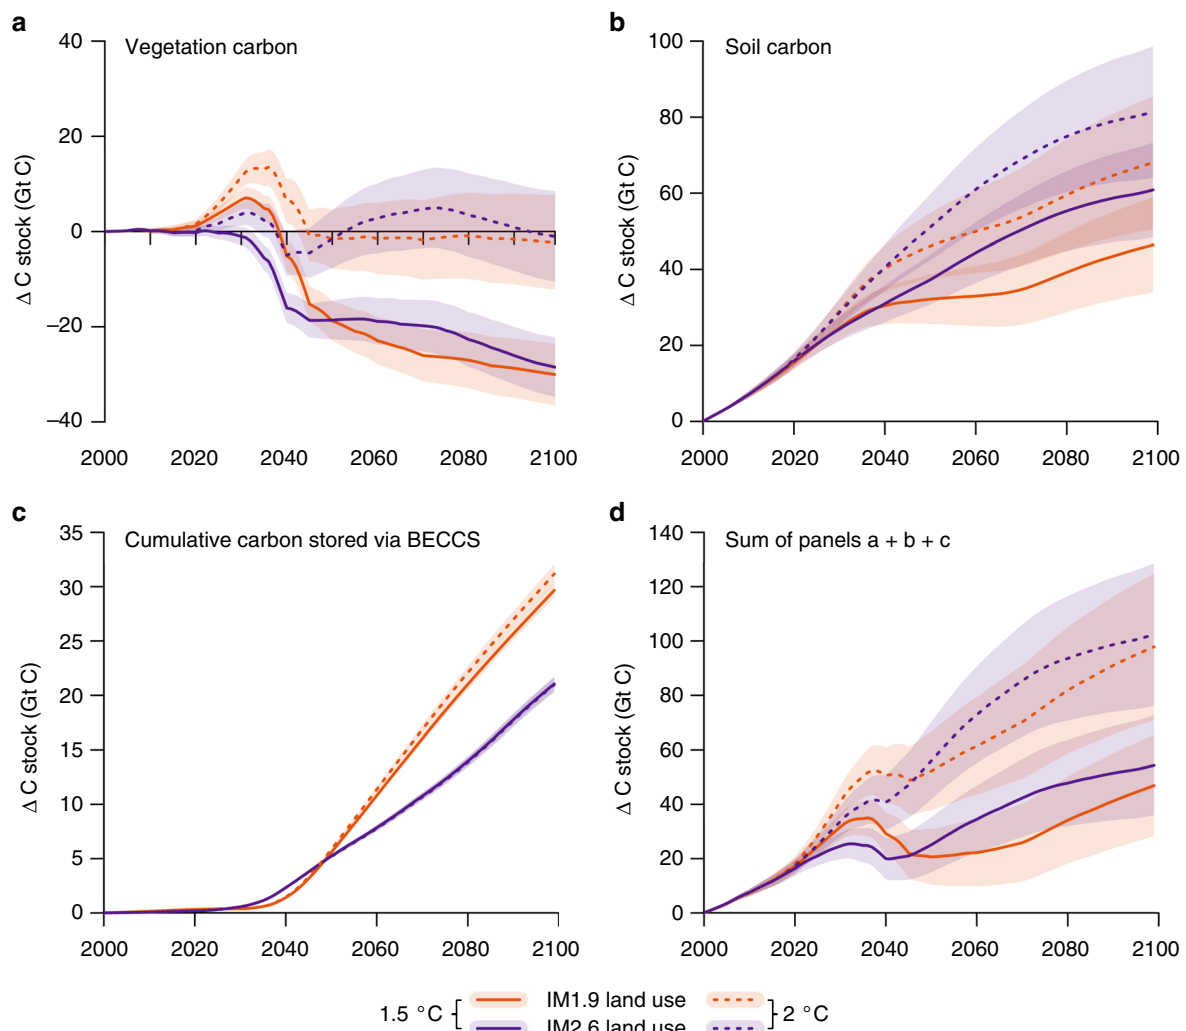 a
Vegetation carbon
Δ C stock (Gt C)
40
20
0
–20
–40
2000 2020 2040 2060 2080 2100
b
Soil carbon
Δ C stock (Gt C)
100
80
60
40
20
0
2000 2020 2040 2060 2080 2100
c
Cumulative carbon stored via BECCS
Δ C stock (Gt C)
35
30
25
20
15
10
5
0
2000 2020 2040 2060 2080 2100
d
Sum of panels a + b + c
Δ C stock (Gt C)
140
120
100
80
60
40
20
0
2000 2020 2040 2060 2080 2100
1.5 °C
IM1.9 land use
IM2.6 land use
2 °C